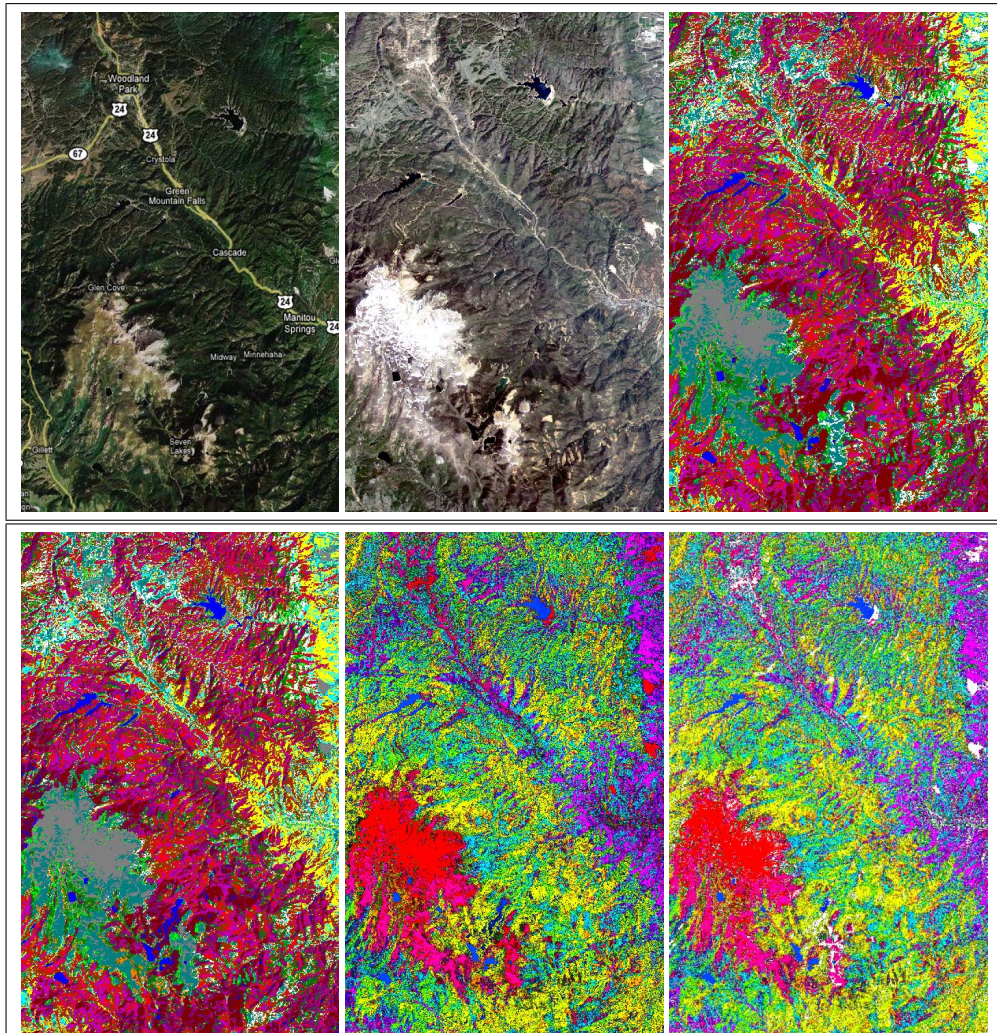 Woodland
Park
24
24
67
Crystola
Green
Mountain Falls
Cascade
Glen Cove
24
Manitou
Springs
24
Midway
Minnehaha
Seven
Lakes
Gillett